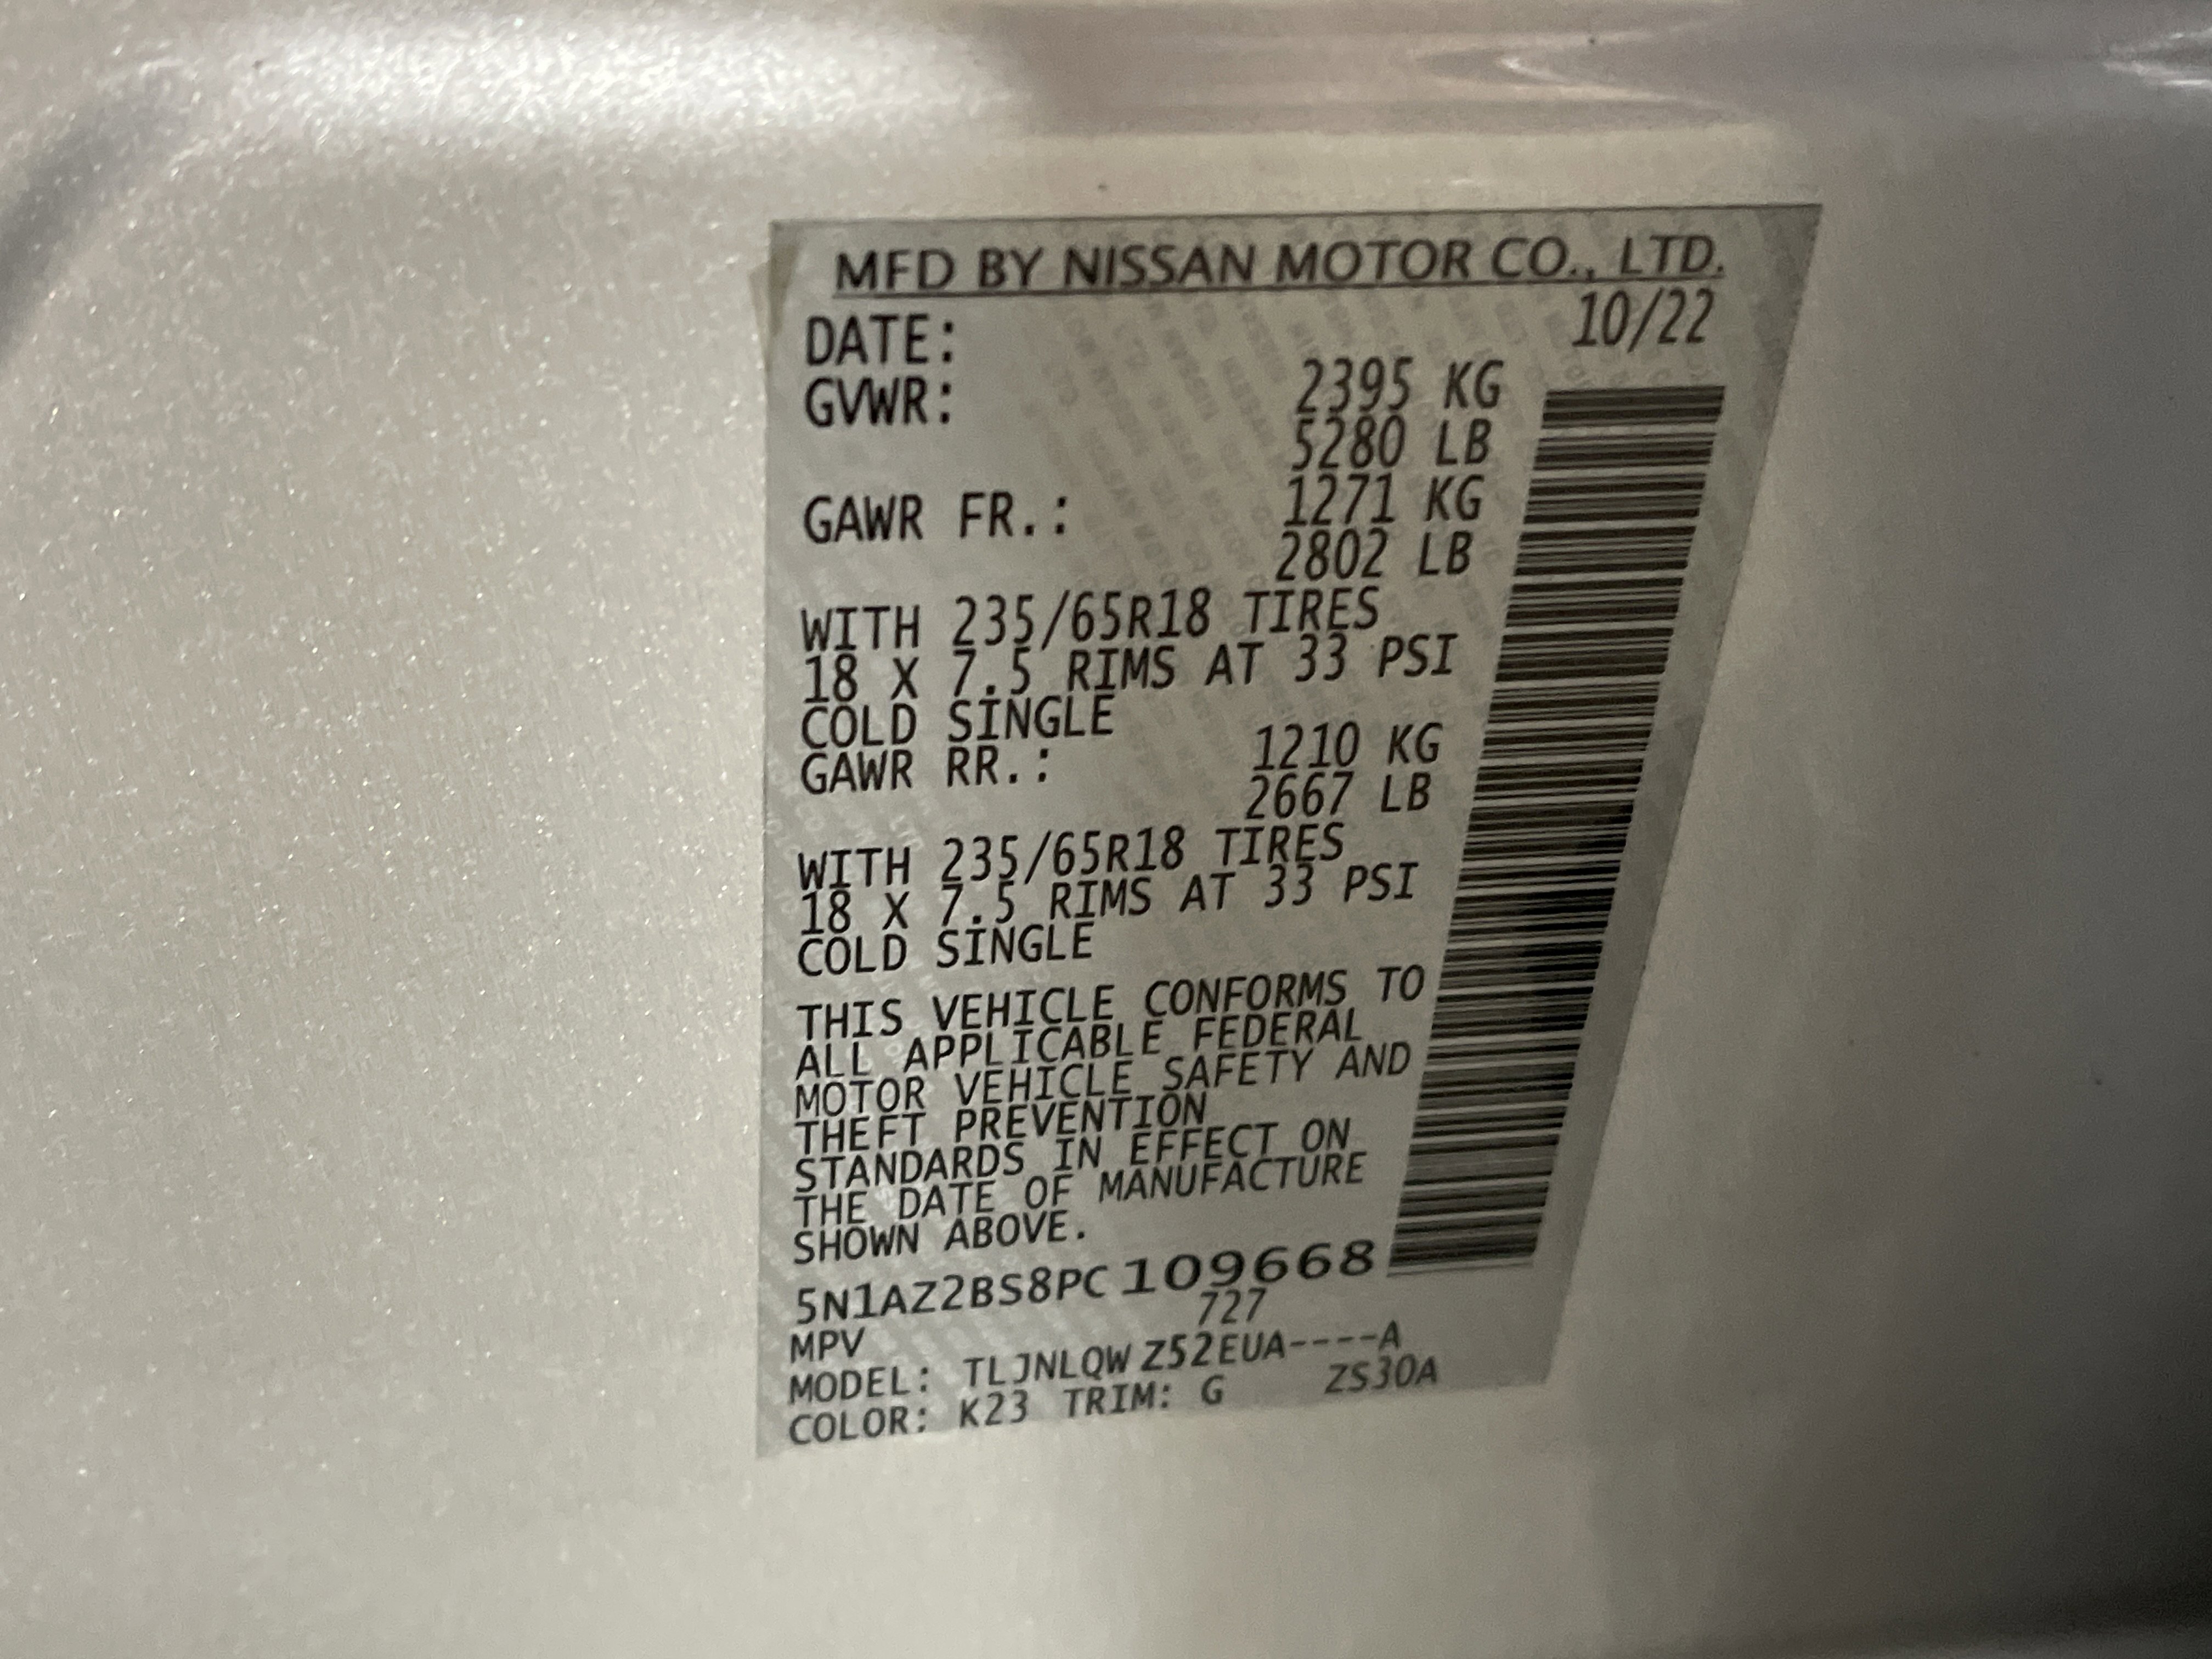 MFD BY NISSAN MOTOR CO., LTD.
DATE: 10/22
GVWR: 2395 KG
5280 LB
GAWR FR.: 1271 KG
2802 LB
WITH 235/65R18 TIRES
18 X 7.5 RIMS AT 33 PSI
COLD SINGLE
GAWR RR.: 1210 KG
2667 LB
WITH 235/65R18 TIRES
18 X 7.5 RIMS AT 33 PSI
COLD SINGLE
THIS VEHICLE CONFORMS TO
ALL APPLICABLE FEDERAL
MOTOR VEHICLE SAFETY AND
THEFT PREVENTION
STANDARDS IN EFFECT ON
THE DATE OF MANUFACTURE
SHOWN ABOVE.
5N1AZ2BS8PC109668
727
MPV
MODEL: TLJNLQW Z52EUA----A
COLOR: K23 TRIM: G ZS30A